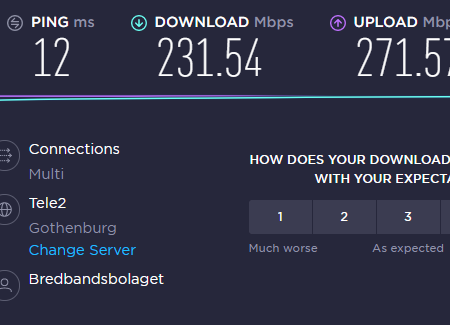 PING ms DOWNLOAD Mbps UPLOAD Mbp
12 231.54 271.57
Connections
Multi
HOW DOES YOUR DOWNLOAD
WITH YOUR EXPECTA
Tele2
Gothenburg
Change Server
1 2 3
Much worse As expected
Bredbandsbolaget